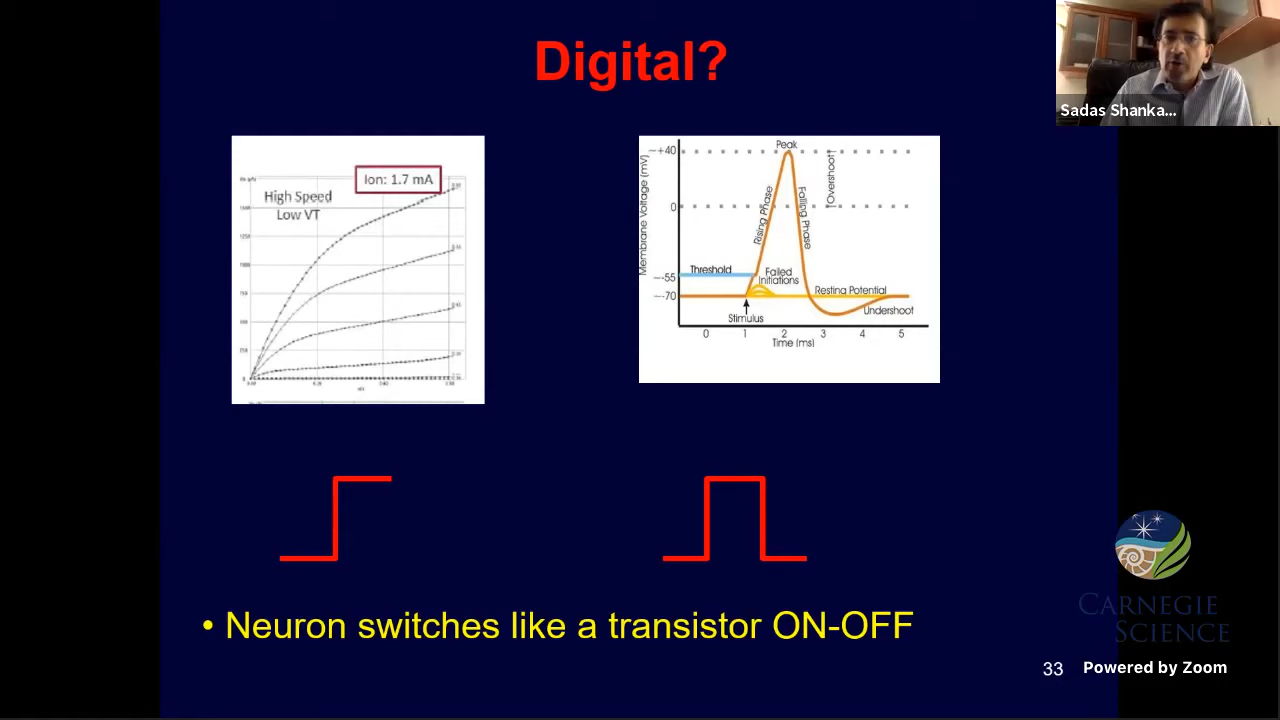 Digital?
Sadas Shanka...
Ion: 1.7 mA
High Speed
Low VT
Peak
~+40
Overshoot
Membrane Voltage (mV)
Rising Phase
Falling Phase
0
Threshold
Failed
Initiations
~-55
Resting Potential
~-70
Undershoot
Stimulus
0 1 2 3 4 5
Time (ms)
• Neuron switches like a transistor ON-OFF
CARNEGIE
SCIENCE
33
Powered by Zoom